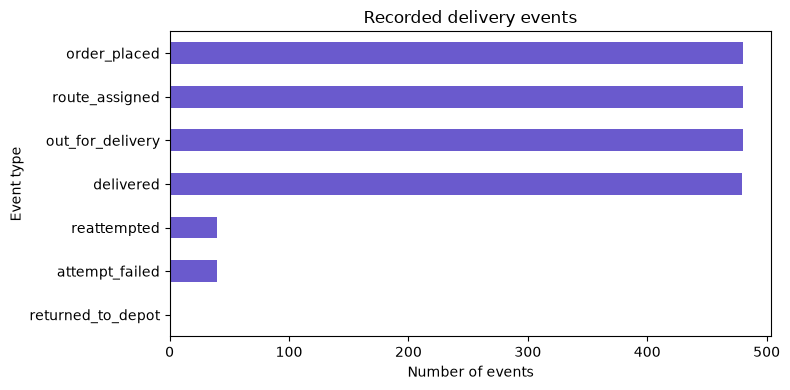 Recorded delivery events
order_placed
route_assigned
out_for_delivery
delivered
reattempted
attempt_failed
returned_to_depot
Event type
0 100 200 300 400 500
Number of events